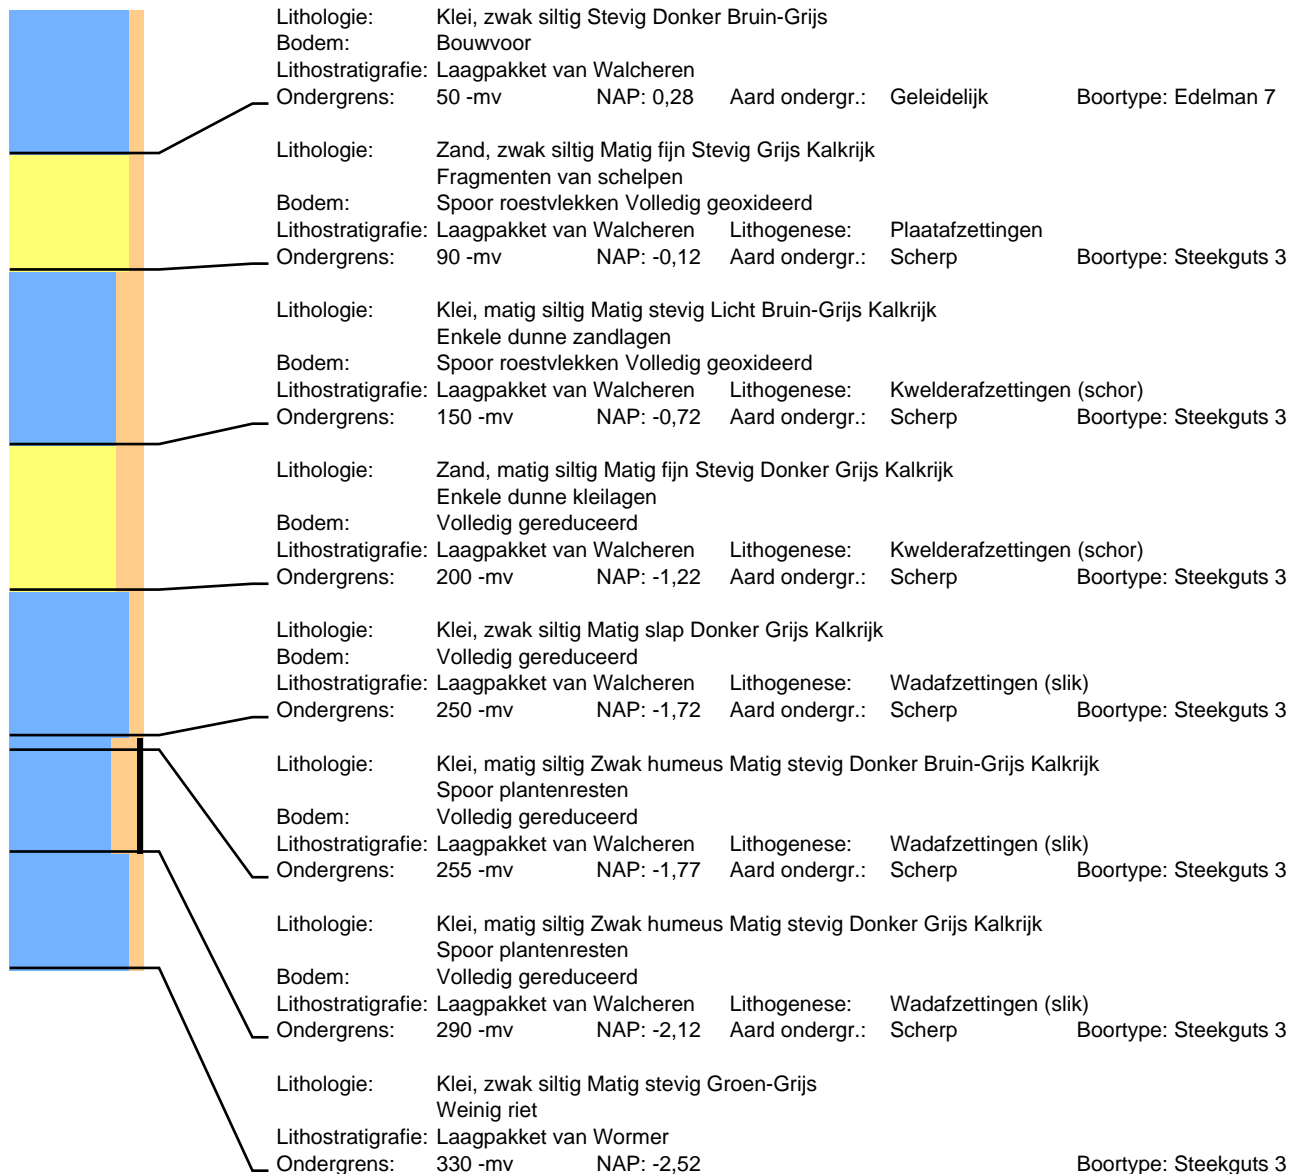 Lithologie: Klei, zwak siltig Stevig Donker Bruin-Grijs
Bodem: Bouwvoor
Lithostratigrafie: Laagpakket van Walcheren
Ondergrens: 50 -mv NAP: 0,28 Aard ondergr.: Geleidelijk Boortype: Edelman 7
Lithologie: Zand, zwak siltig Matig fijn Stevig Grijs Kalkrijk
Fragmenten van schelpen
Bodem: Spoor roestvlekken Volledig geoxideerd
Lithostratigrafie: Laagpakket van Walcheren Lithogenese: Plaatafzettingen
Ondergrens: 90 -mv NAP: -0,12 Aard ondergr.: Scherp Boortype: Steekguts 3
Lithologie: Klei, matig siltig Matig stevig Licht Bruin-Grijs Kalkrijk
Enkele dunne zandlagen
Bodem: Spoor roestvlekken Volledig geoxideerd
Lithostratigrafie: Laagpakket van Walcheren Lithogenese: Kwelderafzettingen (schor)
Ondergrens: 150 -mv NAP: -0,72 Aard ondergr.: Scherp Boortype: Steekguts 3
Lithologie: Zand, matig siltig Matig fijn Stevig Donker Grijs Kalkrijk
Enkele dunne kleilagen
Bodem: Volledig gereduceerd
Lithostratigrafie: Laagpakket van Walcheren Lithogenese: Kwelderafzettingen (schor)
Ondergrens: 200 -mv NAP: -1,22 Aard ondergr.: Scherp Boortype: Steekguts 3
Lithologie: Klei, zwak siltig Matig slap Donker Grijs Kalkrijk
Bodem: Volledig gereduceerd
Lithostratigrafie: Laagpakket van Walcheren Lithogenese: Wadafzettingen (slik)
Ondergrens: 250 -mv NAP: -1,72 Aard ondergr.: Scherp Boortype: Steekguts 3
Lithologie: Klei, matig siltig Zwak humeus Matig stevig Donker Bruin-Grijs Kalkrijk
Spoor plantenresten
Bodem: Volledig gereduceerd
Lithostratigrafie: Laagpakket van Walcheren Lithogenese: Wadafzettingen (slik)
Ondergrens: 255 -mv NAP: -1,77 Aard ondergr.: Scherp Boortype: Steekguts 3
Lithologie: Klei, matig siltig Zwak humeus Matig stevig Donker Grijs Kalkrijk
Spoor plantenresten
Bodem: Volledig gereduceerd
Lithostratigrafie: Laagpakket van Walcheren Lithogenese: Wadafzettingen (slik)
Ondergrens: 290 -mv NAP: -2,12 Aard ondergr.: Scherp Boortype: Steekguts 3
Lithologie: Klei, zwak siltig Matig stevig Groen-Grijs
Weinig riet
Lithostratigrafie: Laagpakket van Wormer
Ondergrens: 330 -mv NAP: -2,52 Boortype: Steekguts 3